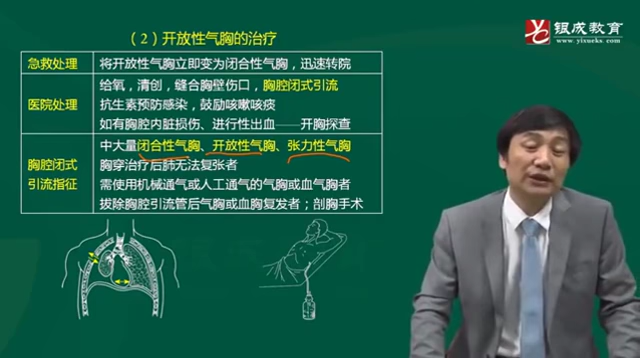 （2）开放性气胸的治疗
银成教育
www.yixueks.com
急救处理
将开放性气胸立即变为闭合性气胸，迅速转院
医院处理
给氧，清创，缝合胸壁伤口，胸腔闭式引流
抗生素预防感染，鼓励咳嗽咳痰
如有胸腔内脏损伤、进行性出血——开胸探查
胸腔闭式
引流指征
中大量闭合性气胸、开放性气胸、张力性气胸
胸穿治疗后肺无法复张者
需使用机械通气或人工通气的气胸或血气胸者
拔除胸腔引流管后气胸或血胸复发者；剖胸手术